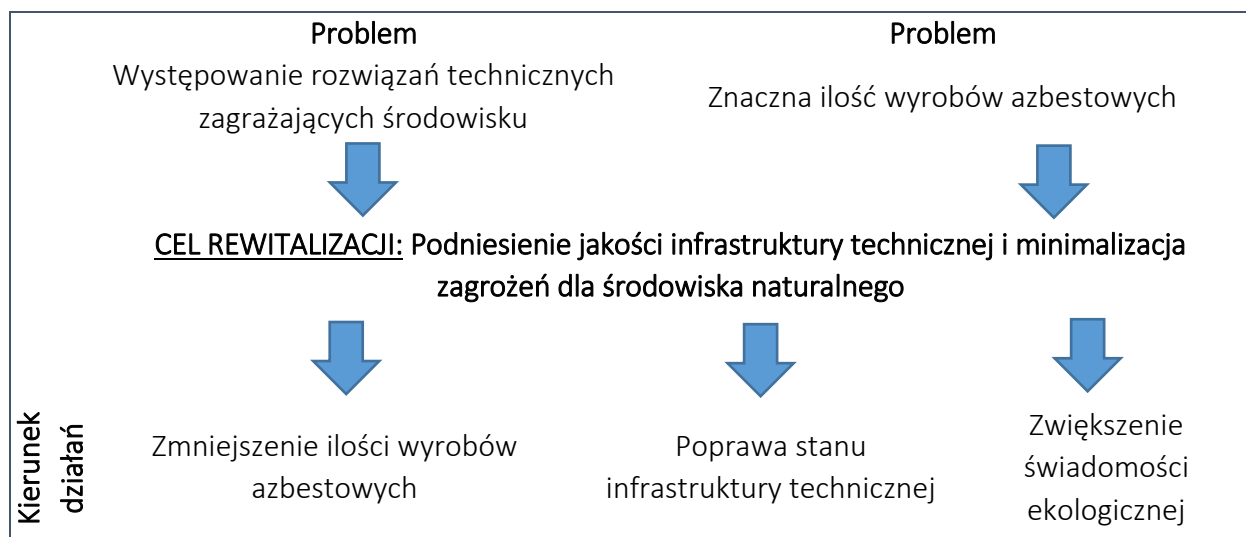 Problem
Występowanie rozwiązań technicznych
zagrażających środowisku
Problem
Znaczna ilość wyrobów azbestowych
CEL REWITALIZACJI: Podniesienie jakości infrastruktury technicznej i minimalizacja
zagrożeń dla środowiska naturalnego
Kierunek
działań
Zmniejszenie ilości wyrobów
azbestowych
Poprawa stanu
infrastruktury technicznej
Zwiększenie
świadomości
ekologicznej